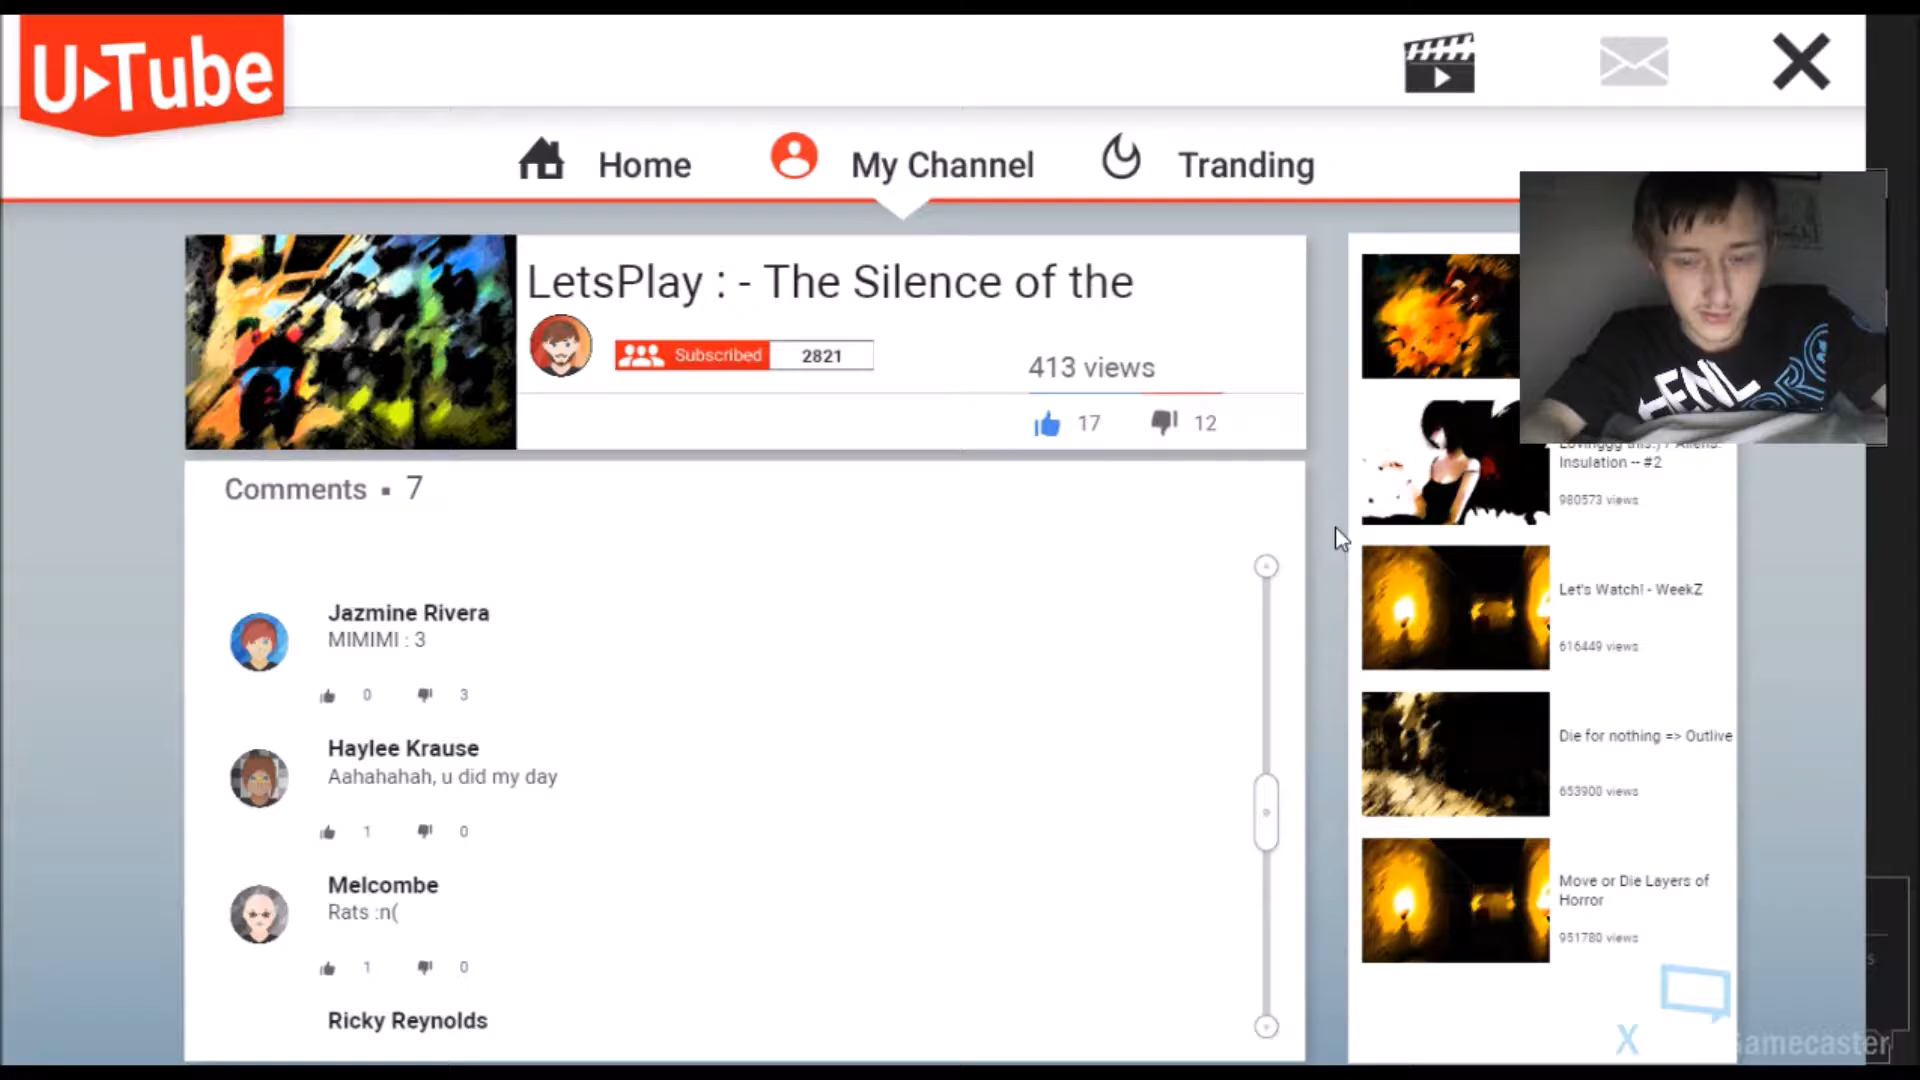 U Tube
Home
My Channel
Tranding
LetsPlay : - The Silence of the
Subscribed
2821
413 views
17
12
Comments ▪ 7
Jazmine Rivera
MIMIMI : 3
0
3
Haylee Krause
Aahahahah, u did my day
1
0
Melcombe
Rats :n(
1
0
Ricky Reynolds
Insulation -- #2
980573 views
Let's Watch! - WeekZ
616449 views
Die for nothing => Outlive
653900 views
Move or Die Layers of
Horror
951780 views
X
Gamecaster